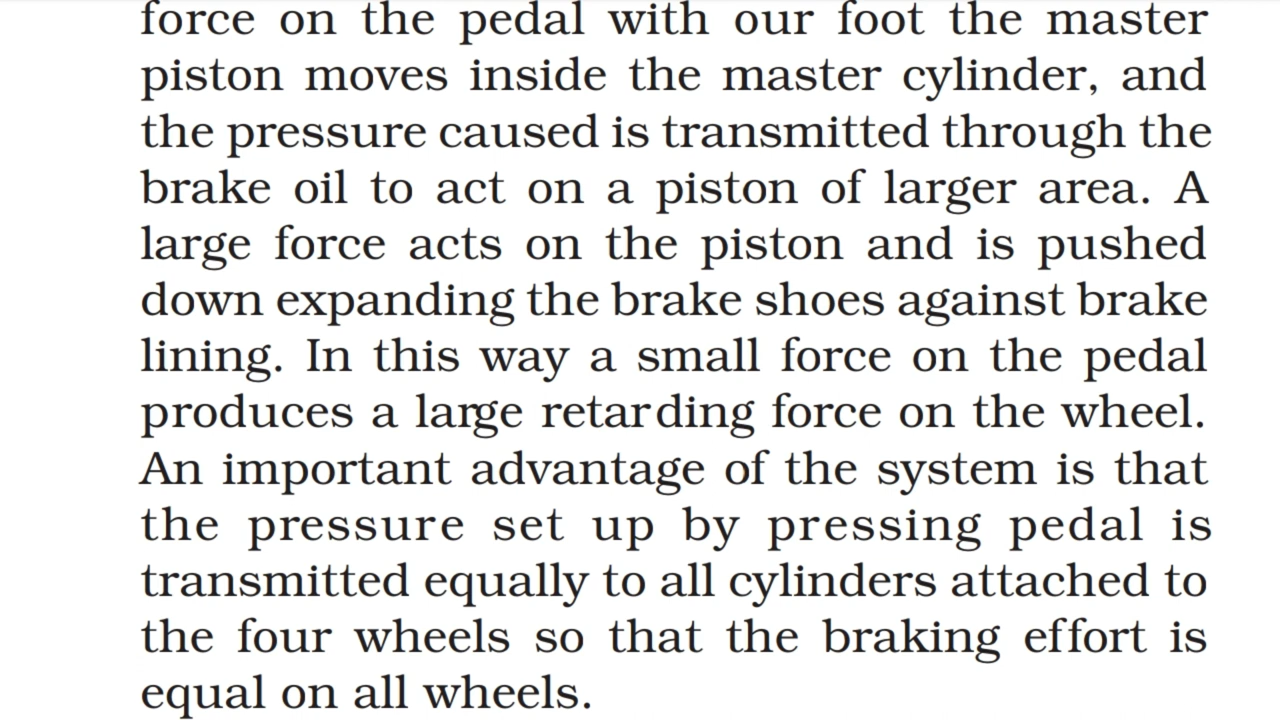 force on the pedal with our foot the master
piston moves inside the master cylinder, and
the pressure caused is transmitted through the
brake oil to act on a piston of larger area. A
large force acts on the piston and is pushed
down expanding the brake shoes against brake
lining. In this way a small force on the pedal
produces a large retarding force on the wheel.
An important advantage of the system is that
the pressure set up by pressing pedal is
transmitted equally to all cylinders attached to
the four wheels so that the braking effort is
equal on all wheels.